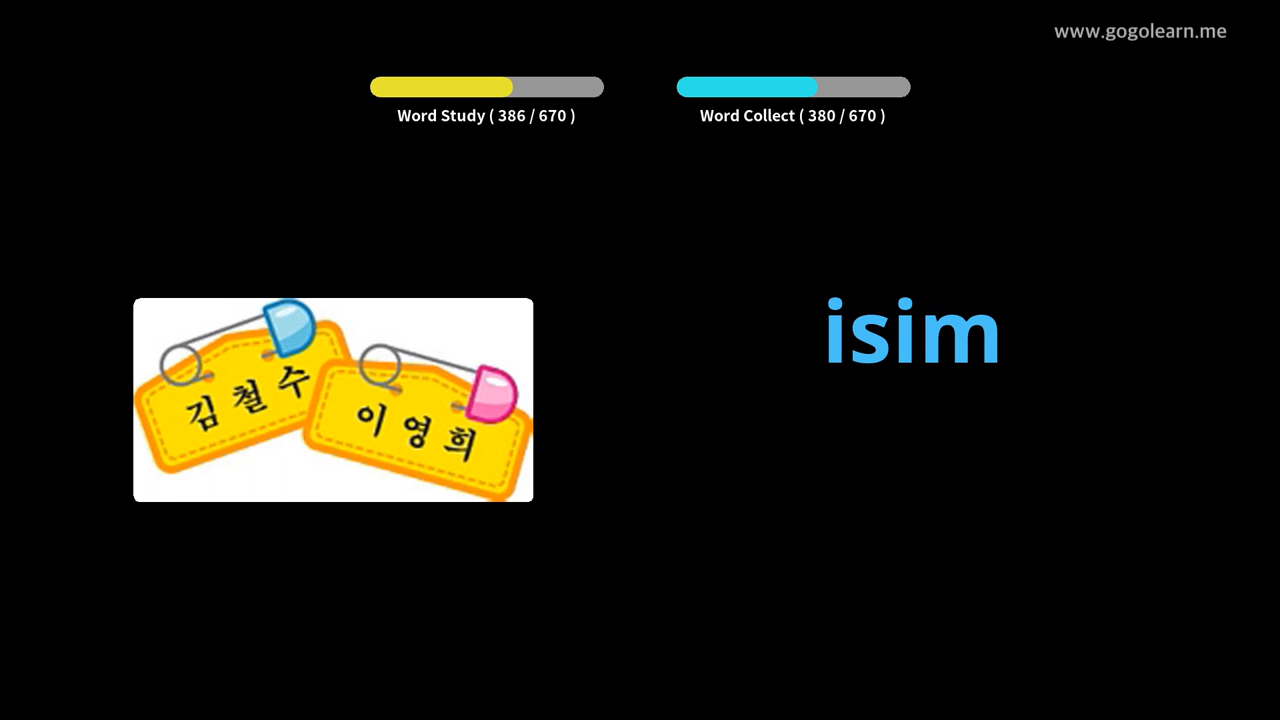 www.gogolearn.me
Word Study ( 386 / 670 )
Word Collect ( 380 / 670 )
김철수
이영희
isim